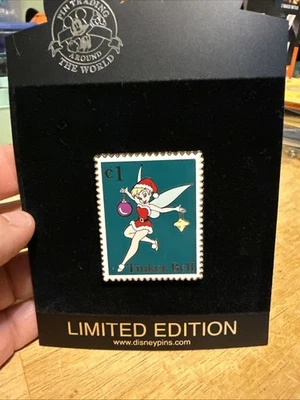 PIN TRADING
AROUND
THE WORLD
¢1
Tinker Bell
LIMITED EDITION
www.disneypins.com